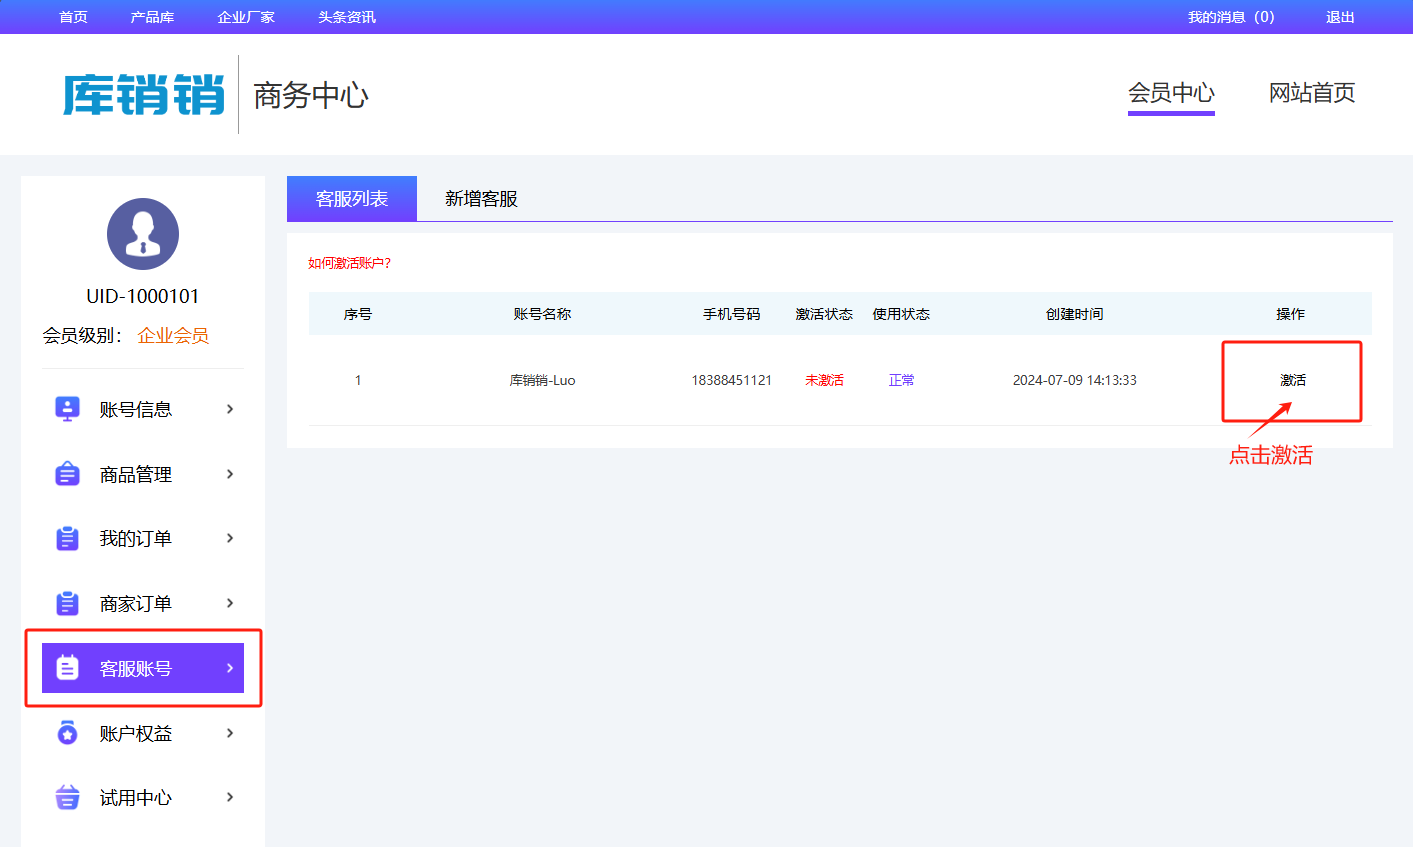 首页 产品库 企业厂家 头条资讯 我的消息（0） 退出
库销销 商务中心 会员中心 网站首页
客服列表 新增客服
UID-1000101
会员级别： 企业会员
账号信息
商品管理
我的订单
商家订单
客服账号
账户权益
试用中心
如何激活账户?
序号 账号名称 手机号码 激活状态 使用状态 创建时间 操作
1 库销销-Luo 18388451121 未激活 正常 2024-07-09 14:13:33 激活
点击激活